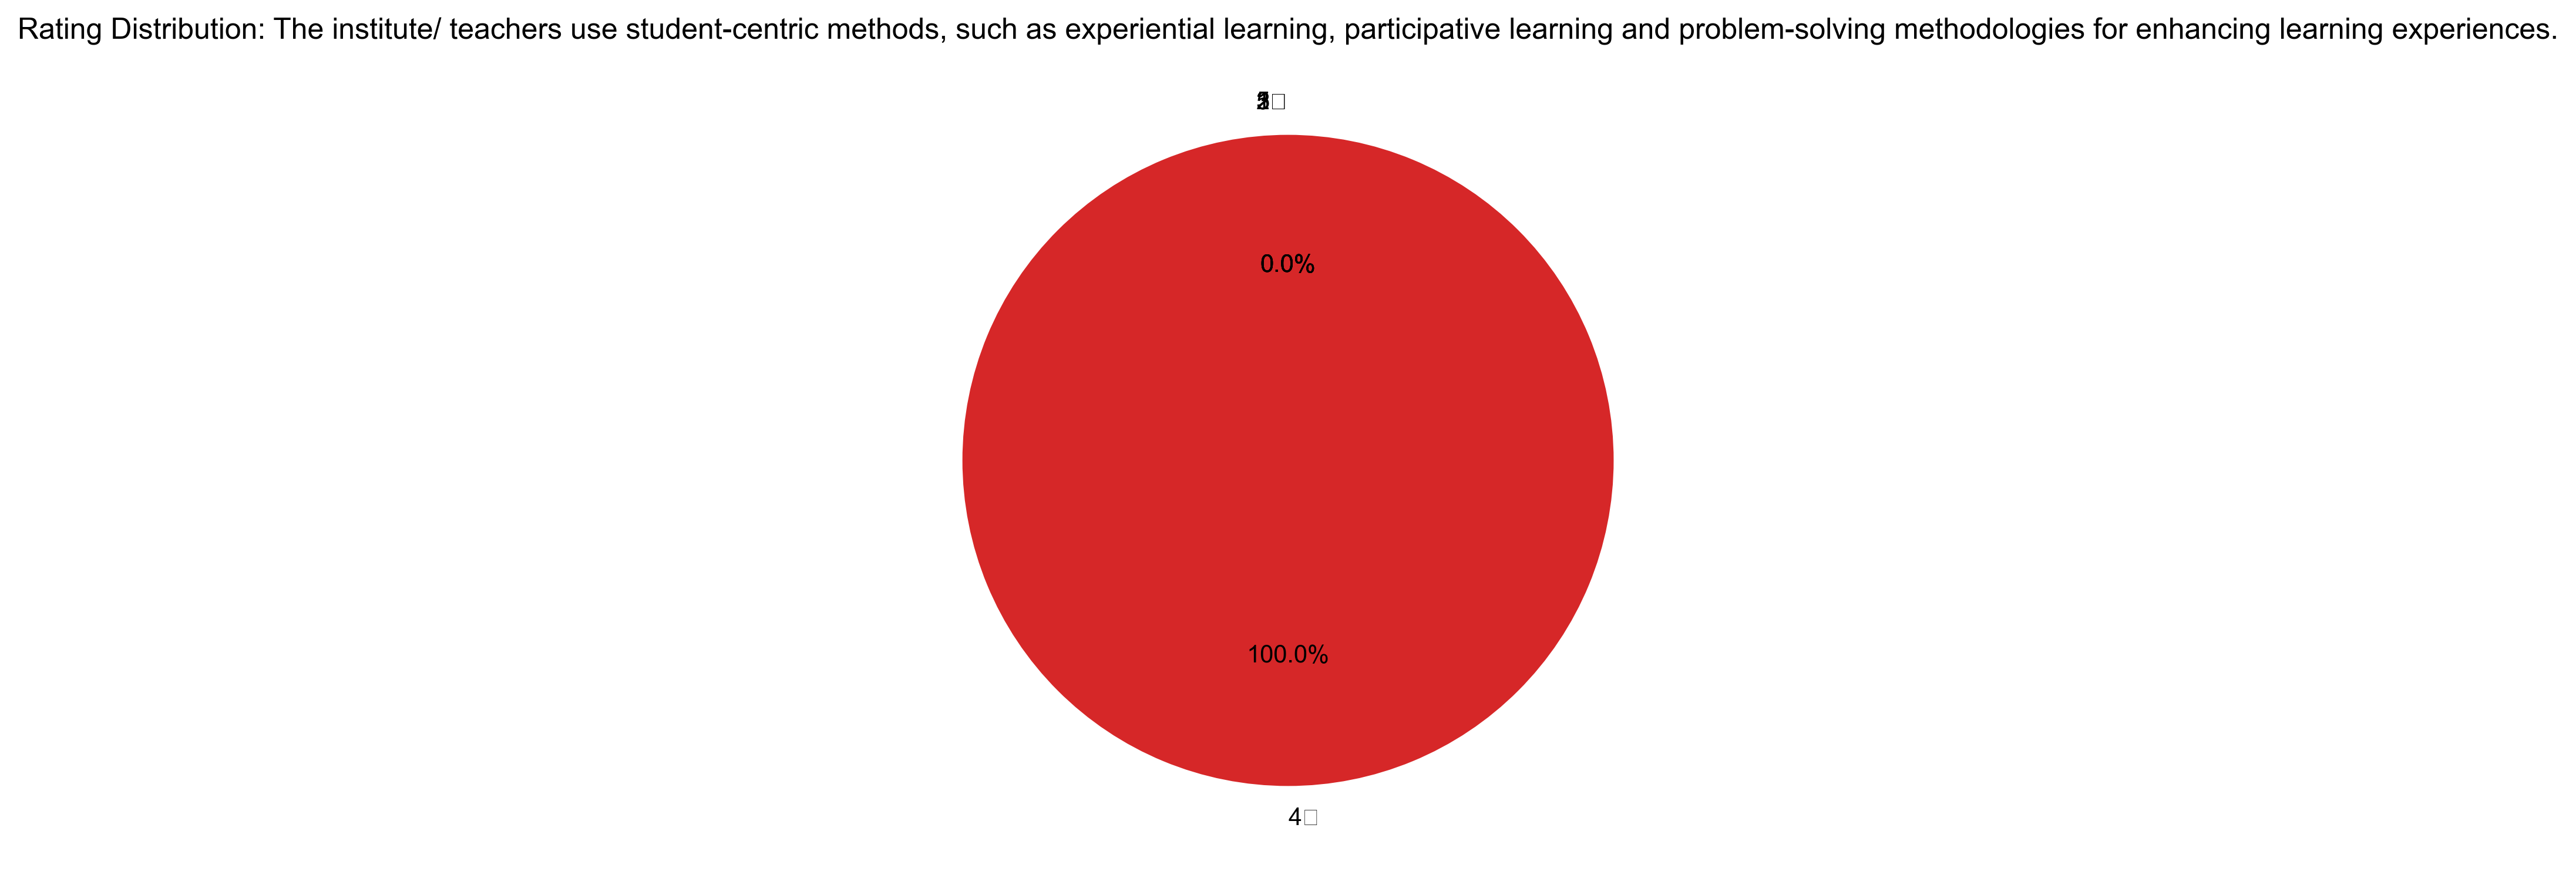 Rating Distribution: The institute/ teachers use student-centric methods, such as experiential learning, participative learning and problem-solving methodologies for enhancing learning experiences.
0.0%
100.0%
4□